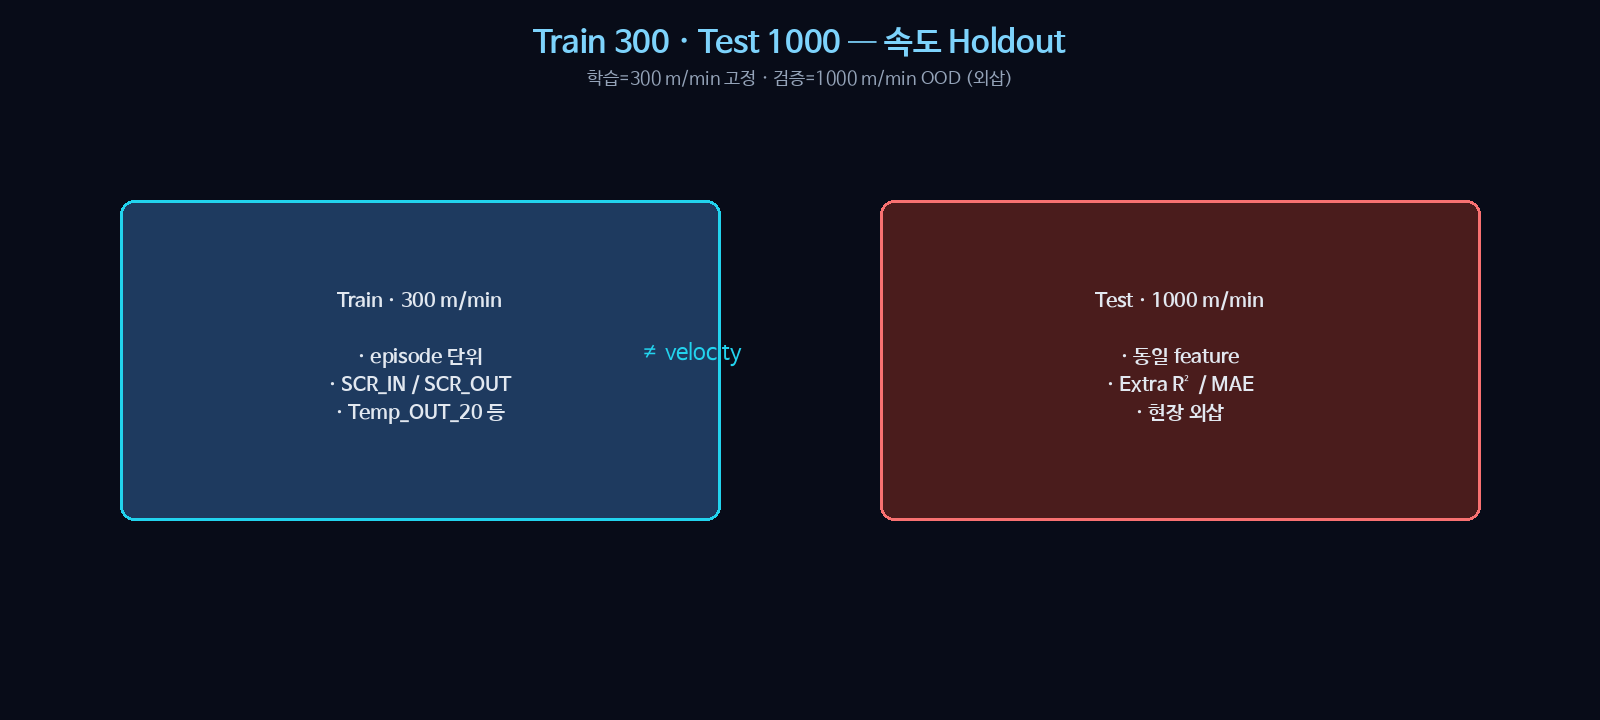 Train 300 · Test 1000 — 속도 Holdout
학습=300 m/min 고정 · 검증=1000 m/min OOD (외삽)
Train · 300 m/min
· episode 단위
· SCR_IN / SCR_OUT
· Temp_OUT_20 등
≠ velocity
Test · 1000 m/min
· 동일 feature
· Extra R² / MAE
· 현장 외삽